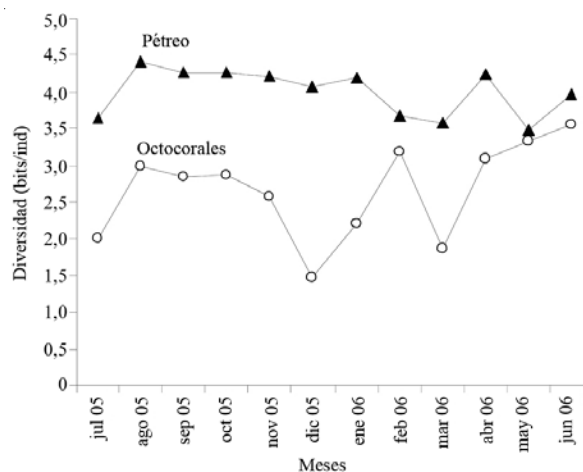 5,0
4,5
4,0
3,5
3,0
2,5
2,0
1,5
1,0
0,5
0
Diversidad (bits/ind)
Pétreo
Octocorales
jul 05
ago 05
sep 05
oct 05
nov 05
dic 05
ene 06
feb 06
mar 06
abr 06
may 06
jun 06
Meses